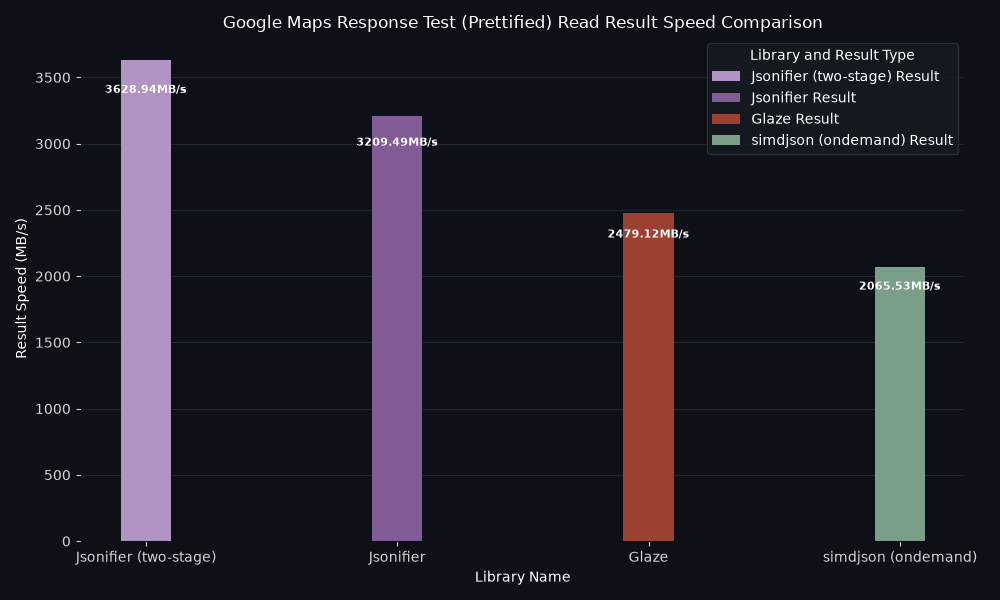 Google Maps Response Test (Prettified) Read Result Speed Comparison
Library and Result Type
Jsonifier (two-stage) Result
Jsonifier Result
Glaze Result
simdjson (ondemand) Result
Result Speed (MB/s)
3500
3000
2500
2000
1500
1000
500
0
3628.94MB/s
3209.49MB/s
2479.12MB/s
2065.53MB/s
Jsonifier (two-stage)
Jsonifier
Glaze
simdjson (ondemand)
Library Name